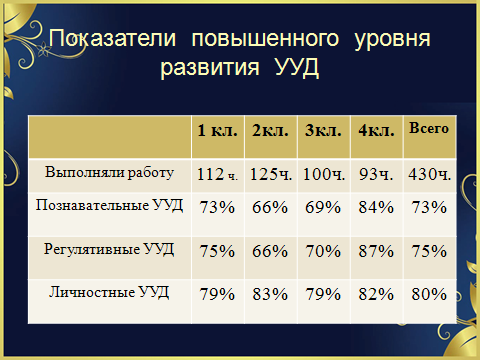 Показатели повышенного уровня
развития УУД
1 кл. 2кл. 3кл. 4кл. Всего
Выполняли работу 112 ч. 125ч. 100ч. 93ч. 430ч.
Познавательные УУД 73% 66% 69% 84% 73%
Регулятивные УУД 75% 66% 70% 87% 75%
Личностные УУД 79% 83% 79% 82% 80%